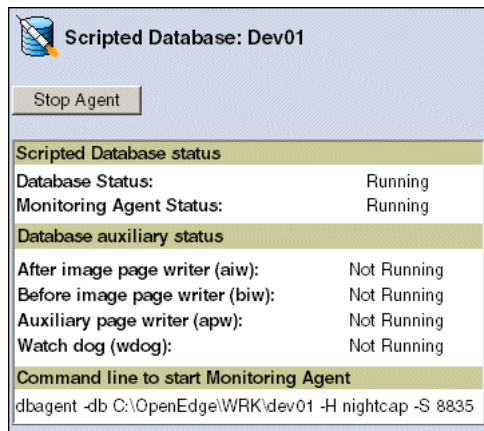 Scripted Database: Dev01
Stop Agent
Scripted Database status
Database Status: Running
Monitoring Agent Status: Running
Database auxiliary status
After image page writer (aiw): Not Running
Before image page writer (biw): Not Running
Auxiliary page writer (apw): Not Running
Watch dog (wdog): Not Running
Command line to start Monitoring Agent
dbagent -db C:\OpenEdge\WRK\dev01 -H nightcap -S 8835